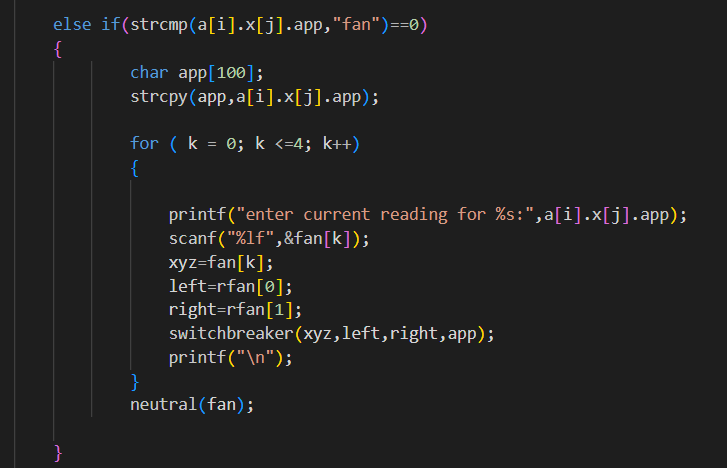 else if(strcmp(a[i].x[j].app,"fan")==0)
{
char app[100];
strcpy(app,a[i].x[j].app);
for ( k = 0; k <=4; k++)
{
printf("enter current reading for %s:",a[i].x[j].app);
scanf("%lf",&fan[k]);
xyz=fan[k];
left=rfan[0];
right=rfan[1];
switchbreaker(xyz,left,right,app);
printf("\n");
}
neutral(fan);
}